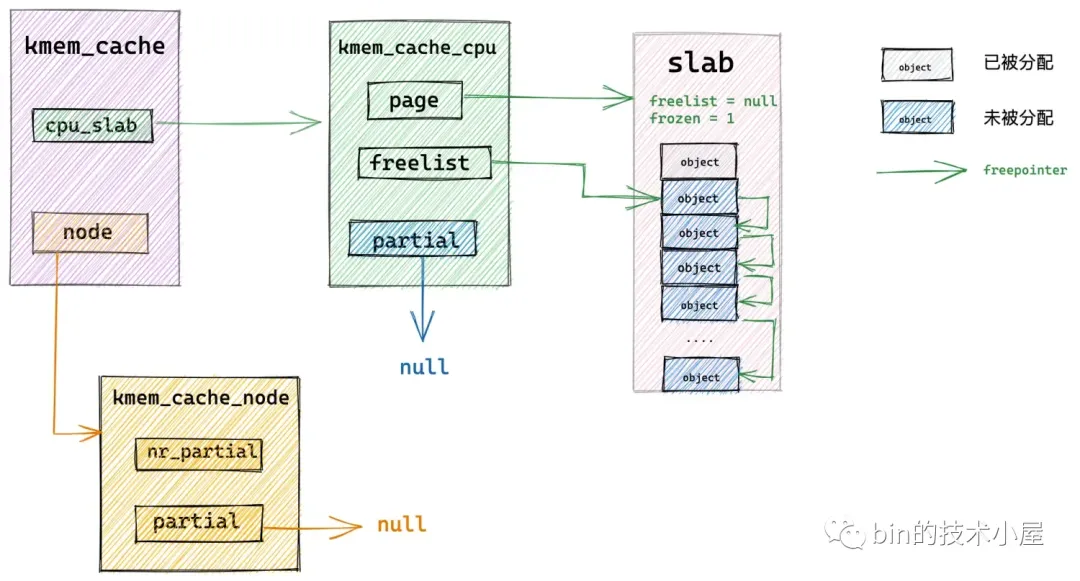 kmem_cache
cpu_slab
node
kmem_cache_cpu
page
freelist
partial
null
slab
freelist = null
frozen = 1
object
object
object
object
object
....
object
object
已被分配
object
未被分配
freepointer
kmem_cache_node
nr_partial
partial
null
bin的技术小屋